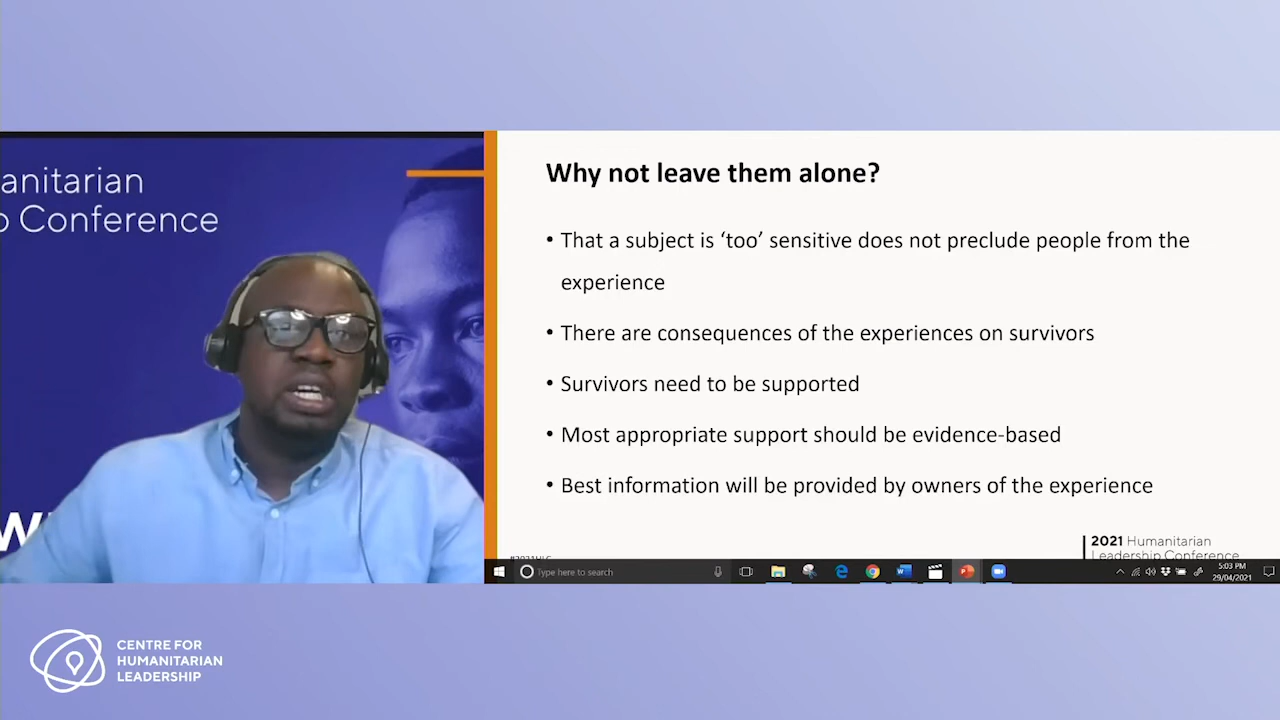 anitarian
p Conference
W
Why not leave them alone?
• That a subject is ‘too’ sensitive does not preclude people from the
experience
• There are consequences of the experiences on survivors
• Survivors need to be supported
• Most appropriate support should be evidence-based
• Best information will be provided by owners of the experience
#2021HLC
2021 Humanitarian
Leadership Conference
Type here to search
5:03 PM
29/04/2021
CENTRE FOR
HUMANITARIAN
LEADERSHIP